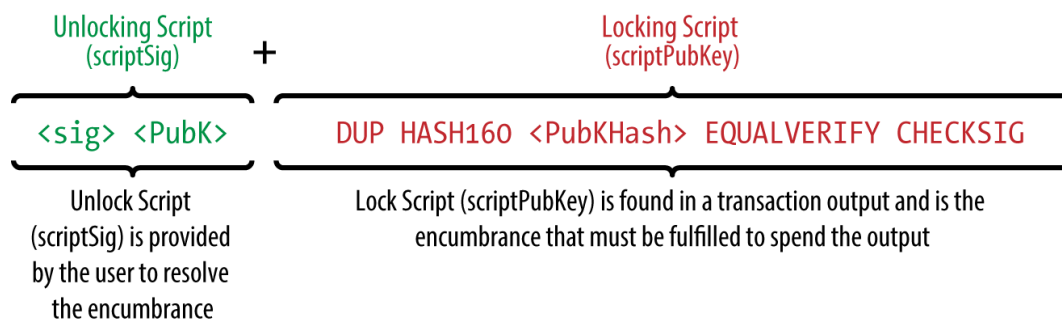 Unlocking Script
(scriptSig)
+
Locking Script
(scriptPubKey)
<sig> <PubK>
DUP HASH160 <PubKHash> EQUALVERIFY CHECKSIG
Unlock Script
(scriptSig) is provided
by the user to resolve
the encumbrance
Lock Script (scriptPubKey) is found in a transaction output and is the
encumbrance that must be fulfilled to spend the output